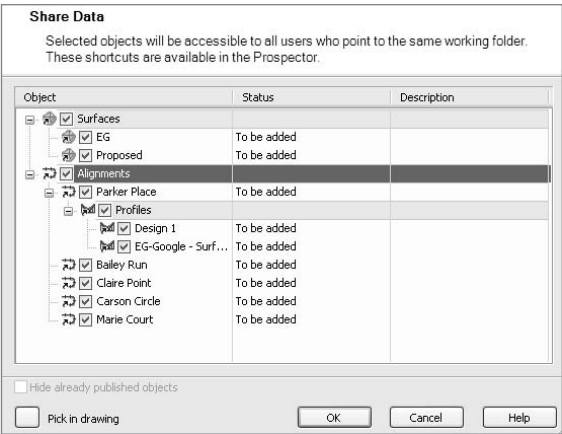 Share Data
Selected objects will be accessible to all users who point to the same working folder.
These shortcuts are available in the Prospector.
Object Status Description
Surfaces
EG To be added
Proposed To be added
Alignments
Parker Place To be added
Profiles
Design 1 To be added
EG-Google - Surf... To be added
Bailey Run To be added
Claire Point To be added
Carson Circle To be added
Marie Court To be added
Hide already published objects
Pick in drawing OK Cancel Help